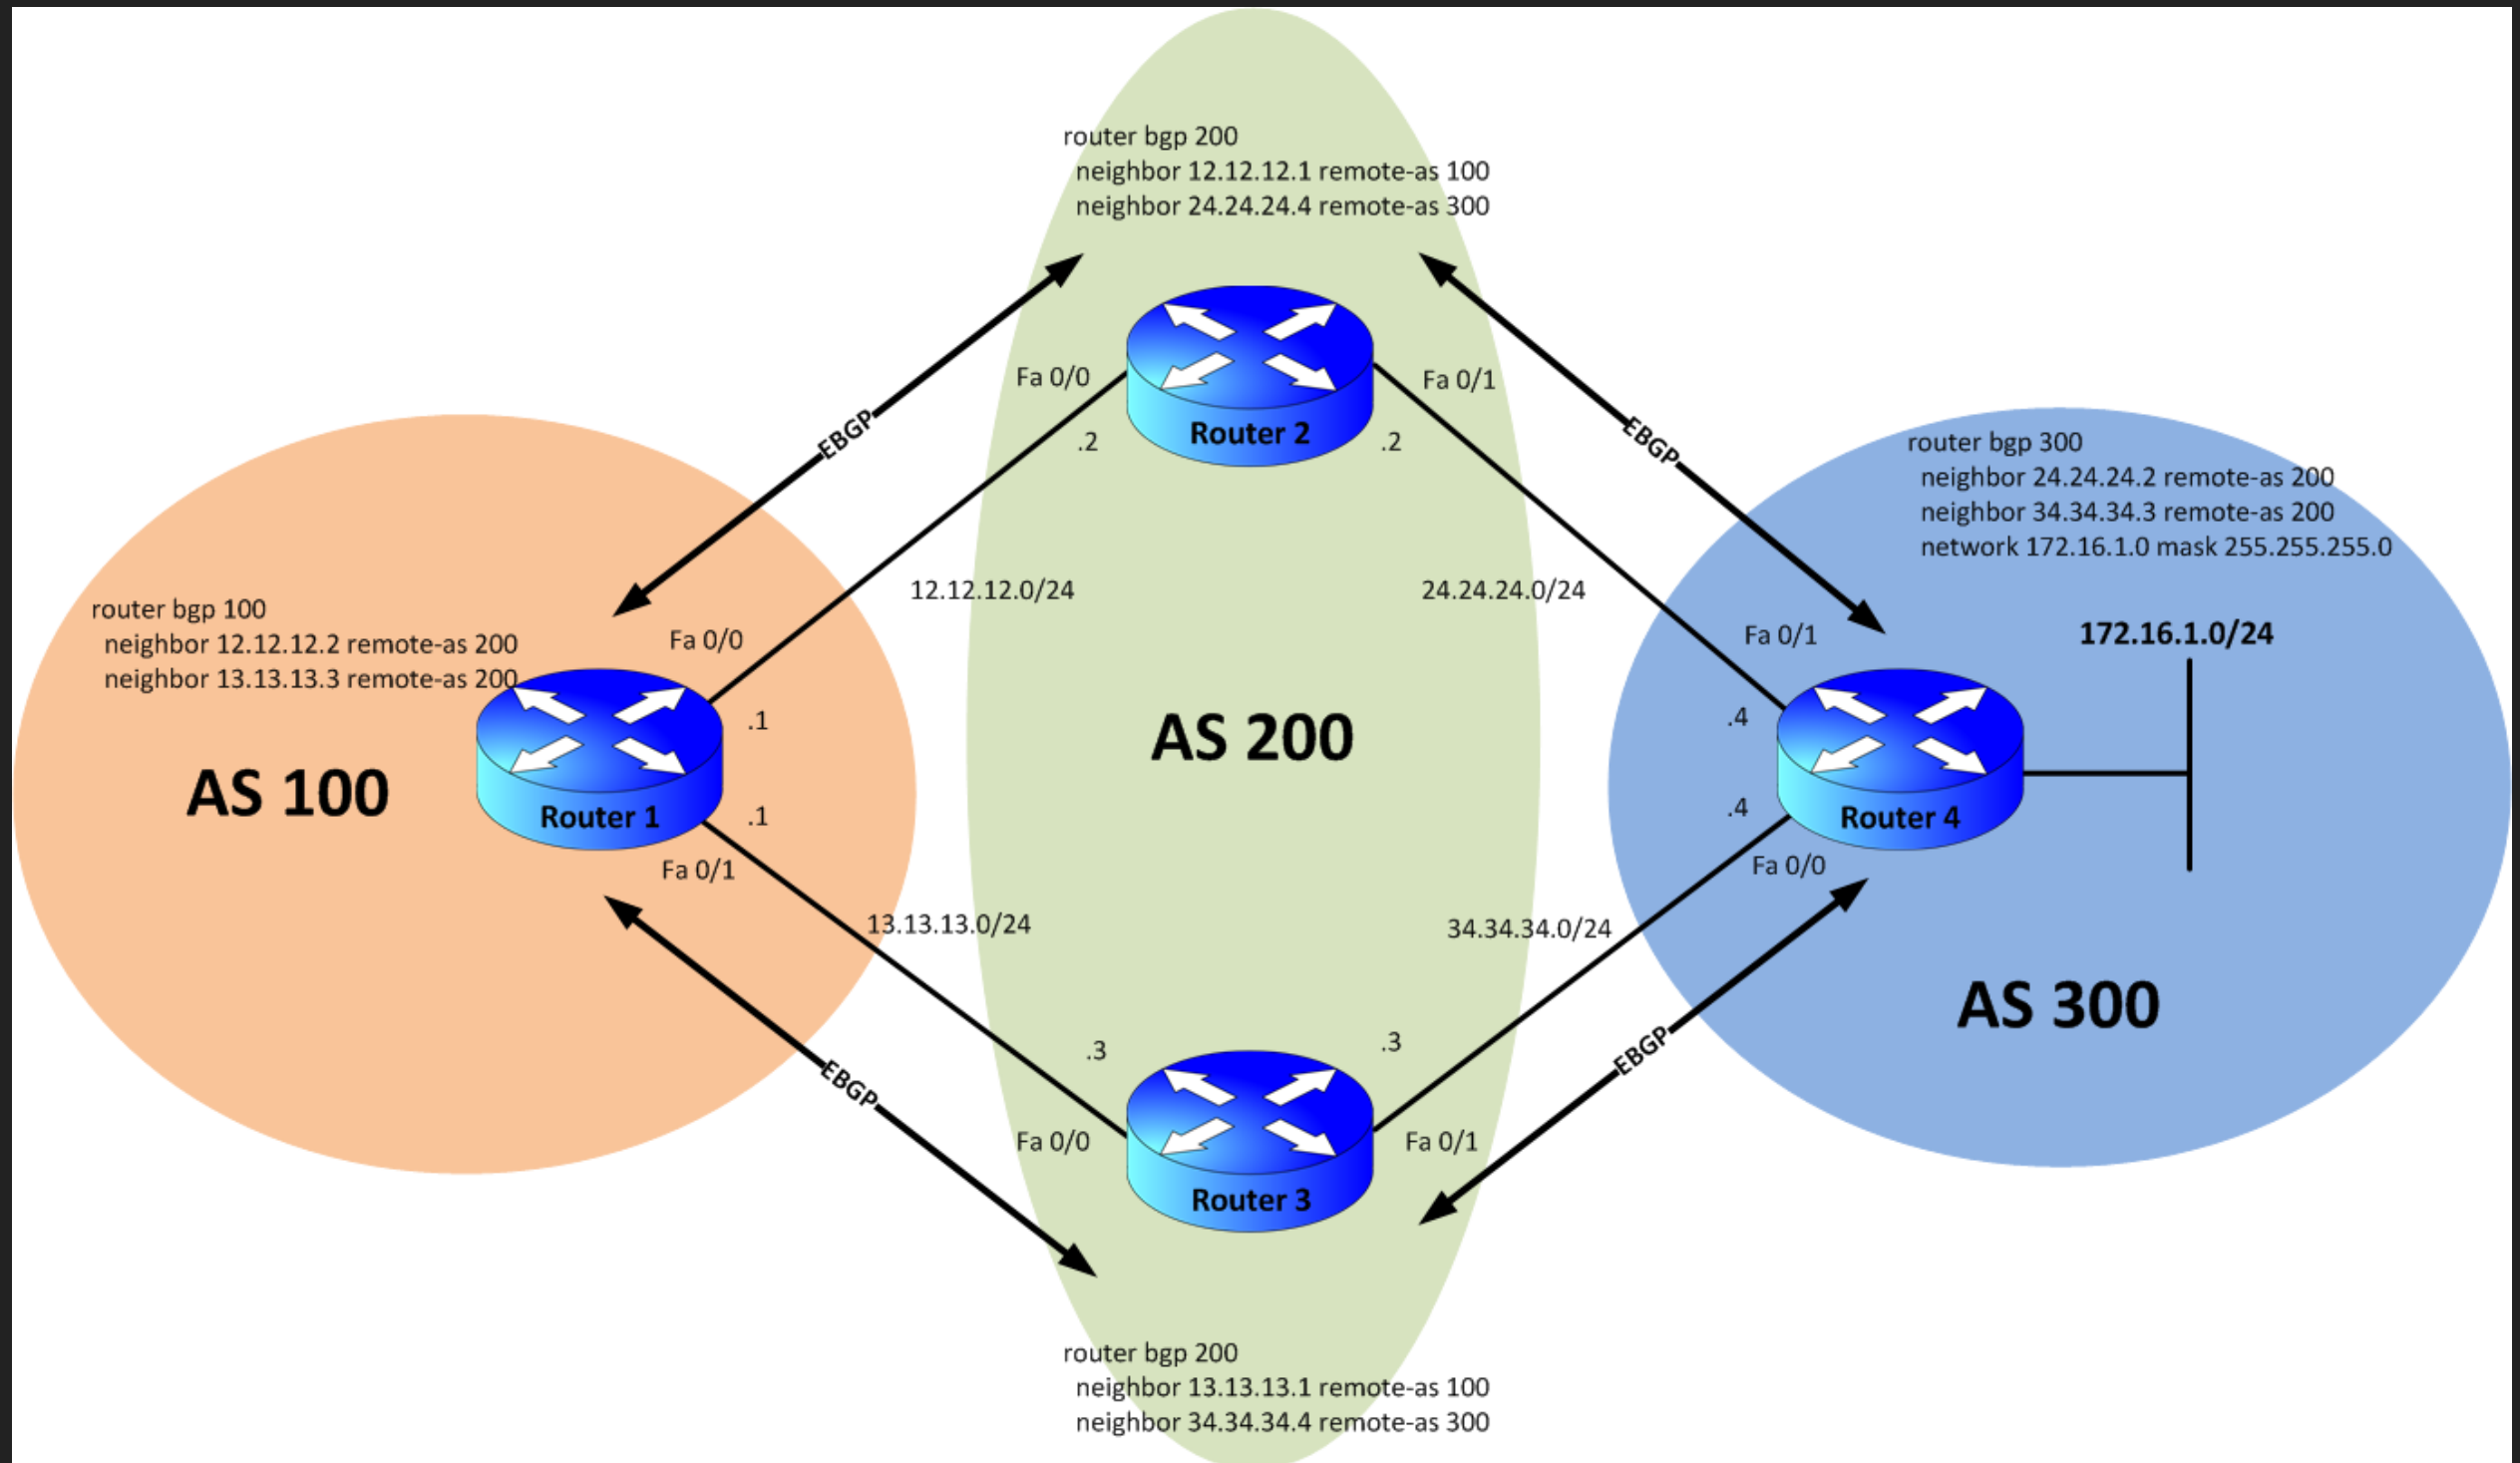 router bgp 200
neighbor 12.12.12.1 remote-as 100
neighbor 24.24.24.4 remote-as 300
EBGP
EBGP
Fa 0/0
Fa 0/1
Router 2
.2
.2
router bgp 300
neighbor 24.24.24.2 remote-as 200
neighbor 34.34.34.3 remote-as 200
network 172.16.1.0 mask 255.255.255.0
12.12.12.0/24
24.24.24.0/24
router bgp 100
neighbor 12.12.12.2 remote-as 200
neighbor 13.13.13.3 remote-as 200
Fa 0/0
Fa 0/1
172.16.1.0/24
.1
.4
AS 200
AS 100
Router 1
.1
.4
Router 4
Fa 0/1
Fa 0/0
13.13.13.0/24
34.34.34.0/24
AS 300
.3
.3
EBGP
EBGP
Fa 0/0
Fa 0/1
Router 3
router bgp 200
neighbor 13.13.13.1 remote-as 100
neighbor 34.34.34.4 remote-as 300